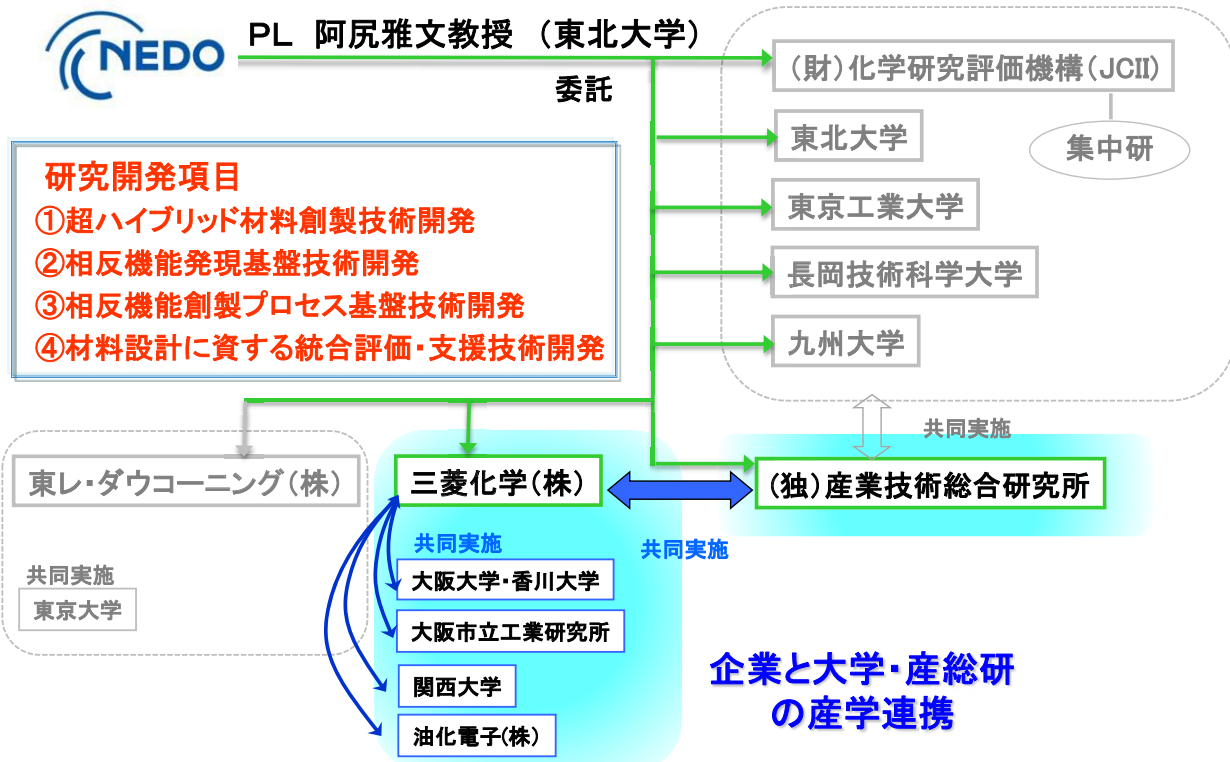 NEDO
PL 阿尻雅文教授 （東北大学）
委託
（財）化学研究評価機構（JCII）
集中研
東北大学
東京工業大学
長岡技術科学大学
九州大学
研究開発項目
①超ハイブリッド材料創製技術開発
②相反機能発現基盤技術開発
③相反機能創製プロセス基盤技術開発
④材料設計に資する統合評価・支援技術開発
共同実施
東レ・ダウコーニング（株）
三菱化学（株）
（独）産業技術総合研究所
共同実施
共同実施
大阪大学・香川大学
大阪市立工業研究所
関西大学
油化電子(株)
共同実施
東京大学
企業と大学・産総研
の産学連携